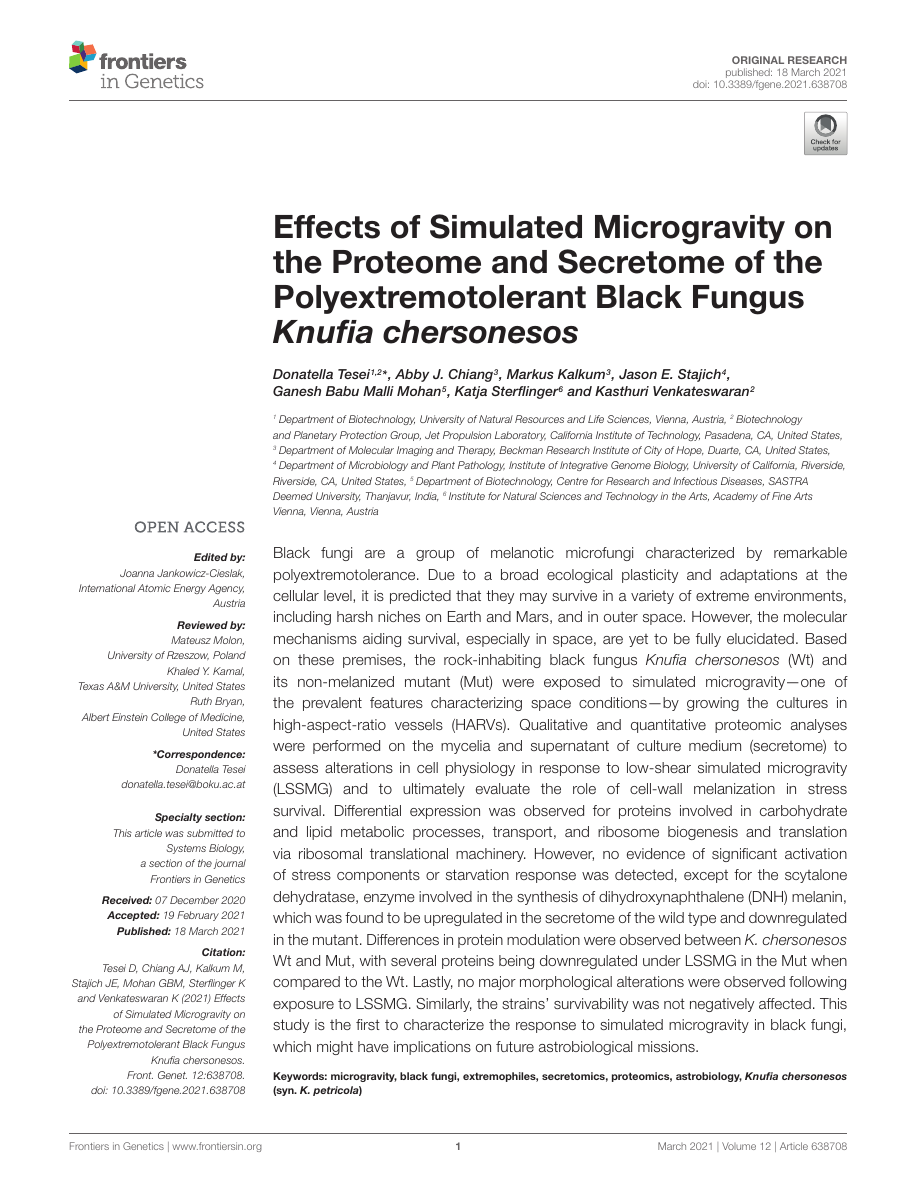 frontiers
in Genetics
ORIGINAL RESEARCH
published: 18 March 2021
doi: 10.3389/fgene.2021.638708
Check for
updates
Effects of Simulated Microgravity on
the Proteome and Secretome of the
Polyextremotolerant Black Fungus
Knufia chersonesos
Donatella Tesei1,2*, Abby J. Chiang3, Markus Kalkum3, Jason E. Stajich4,
Ganesh Babu Malli Mohan5, Katja Sterflinger6 and Kasthuri Venkateswaran2
1 Department of Biotechnology, University of Natural Resources and Life Sciences, Vienna, Austria, 2 Biotechnology
and Planetary Protection Group, Jet Propulsion Laboratory, California Institute of Technology, Pasadena, CA, United States,
3 Department of Molecular Imaging and Therapy, Beckman Research Institute of City of Hope, Duarte, CA, United States,
4 Department of Microbiology and Plant Pathology, Institute of Integrative Genome Biology, University of California, Riverside,
Riverside, CA, United States, 5 Department of Biotechnology, Centre for Research and Infectious Diseases, SASTRA
Deemed University, Thanjavur, India, 6 Institute for Natural Sciences and Technology in the Arts, Academy of Fine Arts
Vienna, Vienna, Austria
OPEN ACCESS
Edited by:
Joanna Jankowicz-Cieslak,
International Atomic Energy Agency,
Austria
Reviewed by:
Mateusz Molon,
University of Rzeszow, Poland
Khaled Y. Kamal,
Texas A&M University, United States
Ruth Bryan,
Albert Einstein College of Medicine,
United States
*Correspondence:
Donatella Tesei
donatella.tesei@boku.ac.at
Specialty section:
This article was submitted to
Systems Biology,
a section of the journal
Frontiers in Genetics
Received: 07 December 2020
Accepted: 19 February 2021
Published: 18 March 2021
Citation:
Tesei D, Chiang AJ, Kalkum M,
Stajich JE, Mohan GBM, Sterflinger K
and Venkateswaran K (2021) Effects
of Simulated Microgravity on
the Proteome and Secretome of the
Polyextremotolerant Black Fungus
Knufia chersonesos.
Front. Genet. 12:638708.
doi: 10.3389/fgene.2021.638708
Black fungi are a group of melanotic microfungi characterized by remarkable
polyextremotolerance. Due to a broad ecological plasticity and adaptations at the
cellular level, it is predicted that they may survive in a variety of extreme environments,
including harsh niches on Earth and Mars, and in outer space. However, the molecular
mechanisms aiding survival, especially in space, are yet to be fully elucidated. Based
on these premises, the rock-inhabiting black fungus Knufia chersonesos (Wt) and
its non-melanized mutant (Mut) were exposed to simulated microgravity—one of
the prevalent features characterizing space conditions—by growing the cultures in
high-aspect-ratio vessels (HARVs). Qualitative and quantitative proteomic analyses
were performed on the mycelia and supernatant of culture medium (secretome) to
assess alterations in cell physiology in response to low-shear simulated microgravity
(LSSMG) and to ultimately evaluate the role of cell-wall melanization in stress
survival. Differential expression was observed for proteins involved in carbohydrate
and lipid metabolic processes, transport, and ribosome biogenesis and translation
via ribosomal translational machinery. However, no evidence of significant activation
of stress components or starvation response was detected, except for the scytalone
dehydratase, enzyme involved in the synthesis of dihydroxynaphthalene (DNH) melanin,
which was found to be upregulated in the secretome of the wild type and downregulated
in the mutant. Differences in protein modulation were observed between K. chersonesos
Wt and Mut, with several proteins being downregulated under LSSMG in the Mut when
compared to the Wt. Lastly, no major morphological alterations were observed following
exposure to LSSMG. Similarly, the strains' survivability was not negatively affected. This
study is the first to characterize the response to simulated microgravity in black fungi,
which might have implications on future astrobiological missions.
Keywords: microgravity, black fungi, extremophiles, secretomics, proteomics, astrobiology, Knufia chersonesos
(syn. K. petricola)
Frontiers in Genetics | www.frontiersin.org
1
March 2021 | Volume 12 | Article 638708